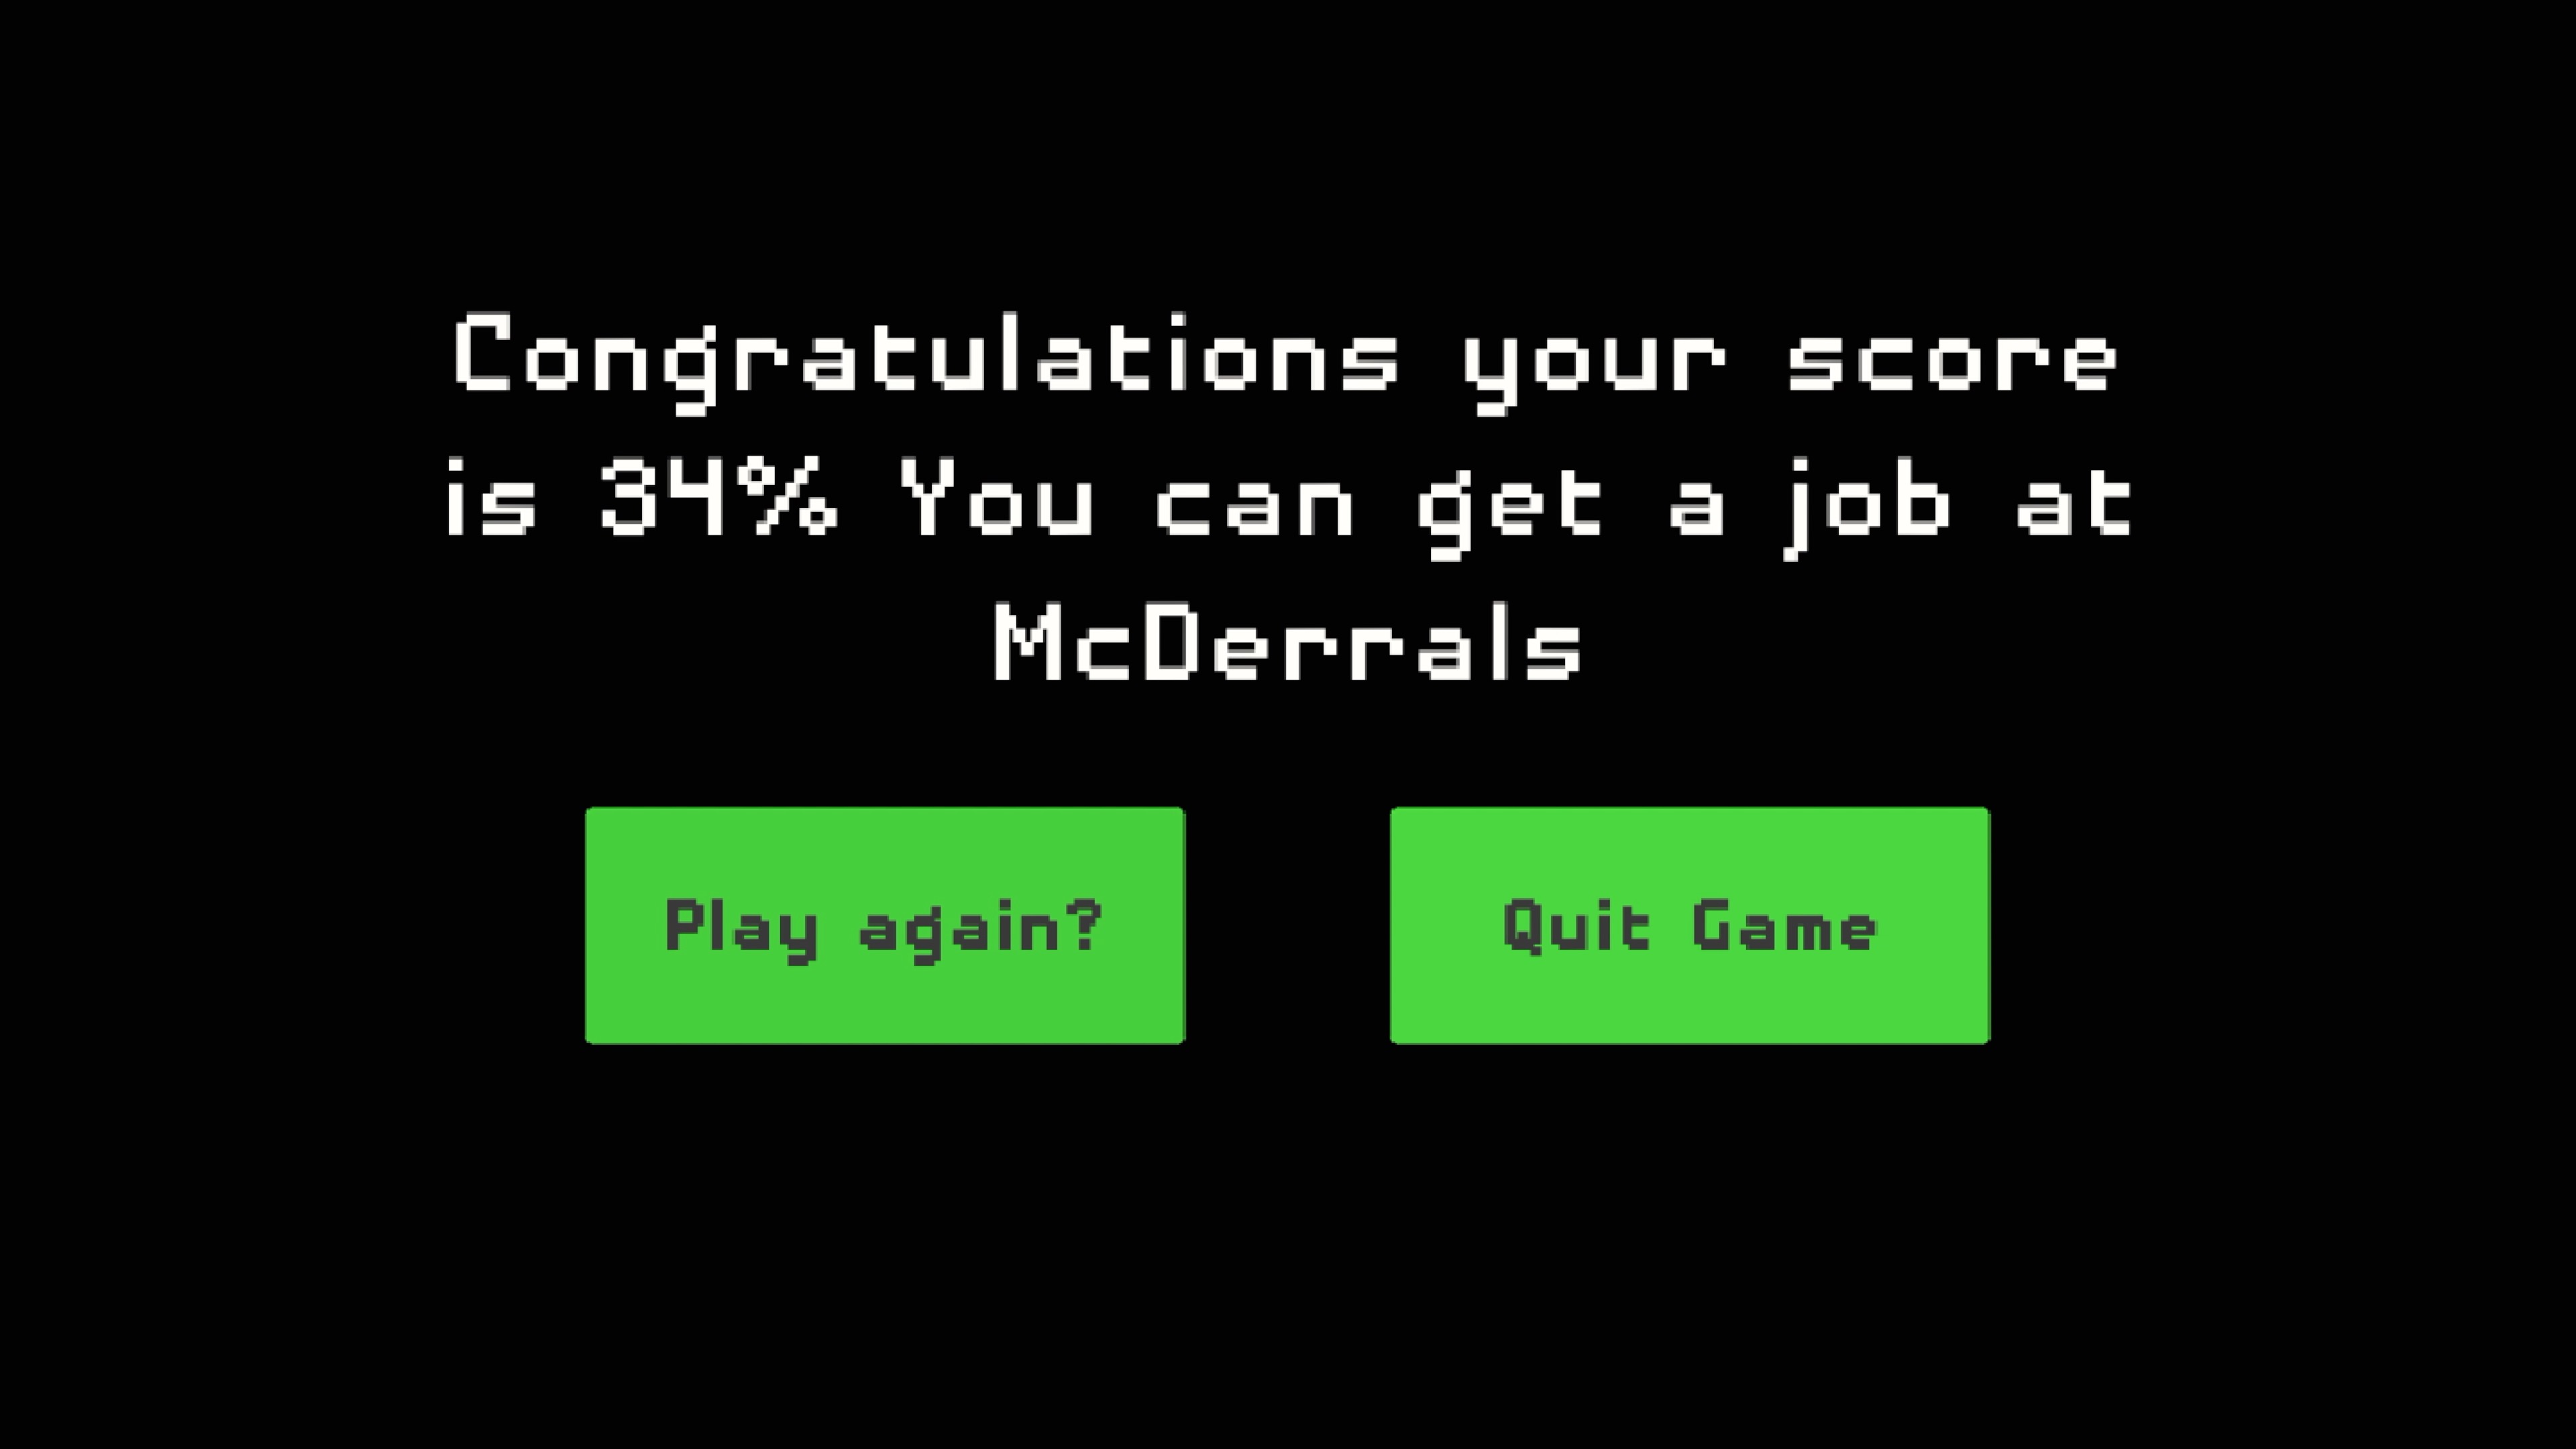 Congratulations your score
is 34% You can get a job at
McDerrals
Play again?
Quit Game